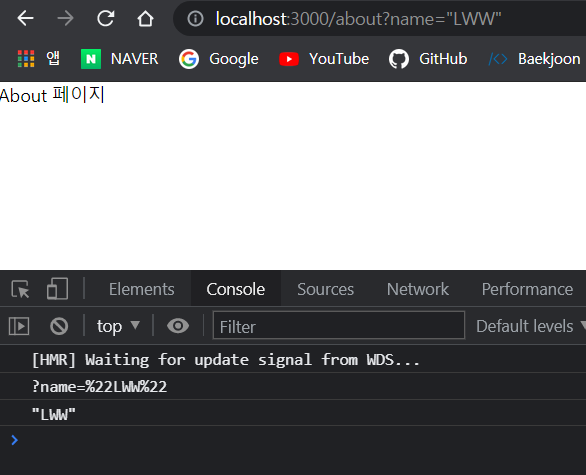 localhost:3000/about?name="LWW"
앱 NAVER Google YouTube GitHub Baekjoon
About 페이지
Elements Console Sources Network Performance
top Filter Default levels
[HMR] Waiting for update signal from WDS...
?name=%22LWW%22
"LWW"